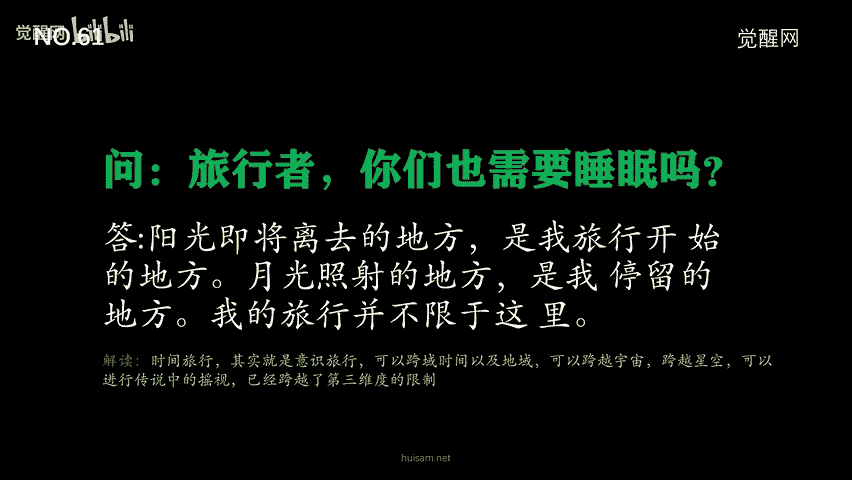 觉醒网 bilibili
NO.61
觉醒网
问：旅行者，你们也需要睡眠吗？
答:阳光即将离去的地方，是我旅行开 始
的地方。月光照射的地方，是我 停留的
地方。我的旅行并不限于这 里。
解读：时间旅行，其实就是意识旅行，可以跨域时间以及地域，可以跨越宇宙，跨越星空，可以
进行传说中的摇视，已经跨越了第三维度的限制
huisam.net